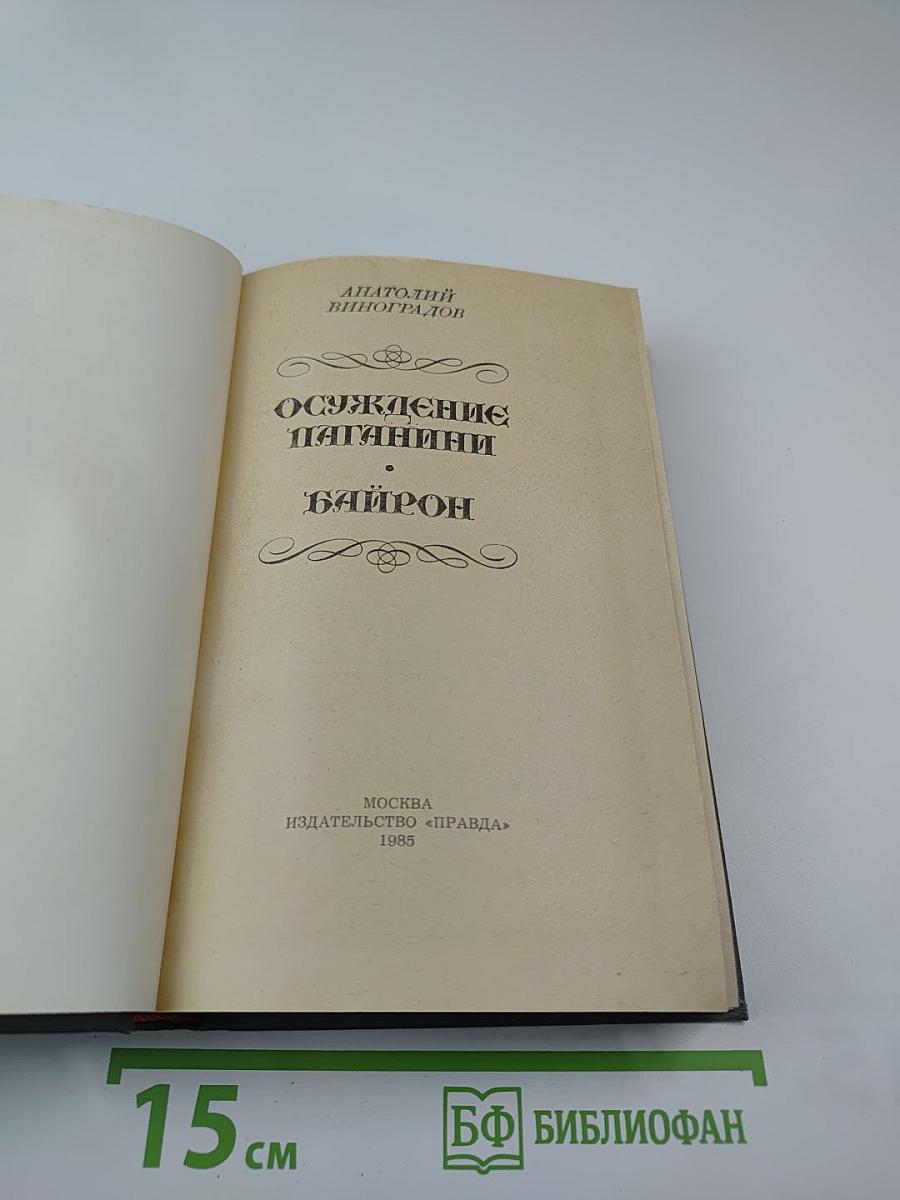 АНАТОЛИЙ
ВИНОГРАДОВ
ОСУЖДЕНИЕ
ПАГАНИНИ
•
БАЙРОН
МОСКВА
ИЗДАТЕЛЬСТВО «ПРАВДА»
1985
15 см
БФ БИБЛИОФАН